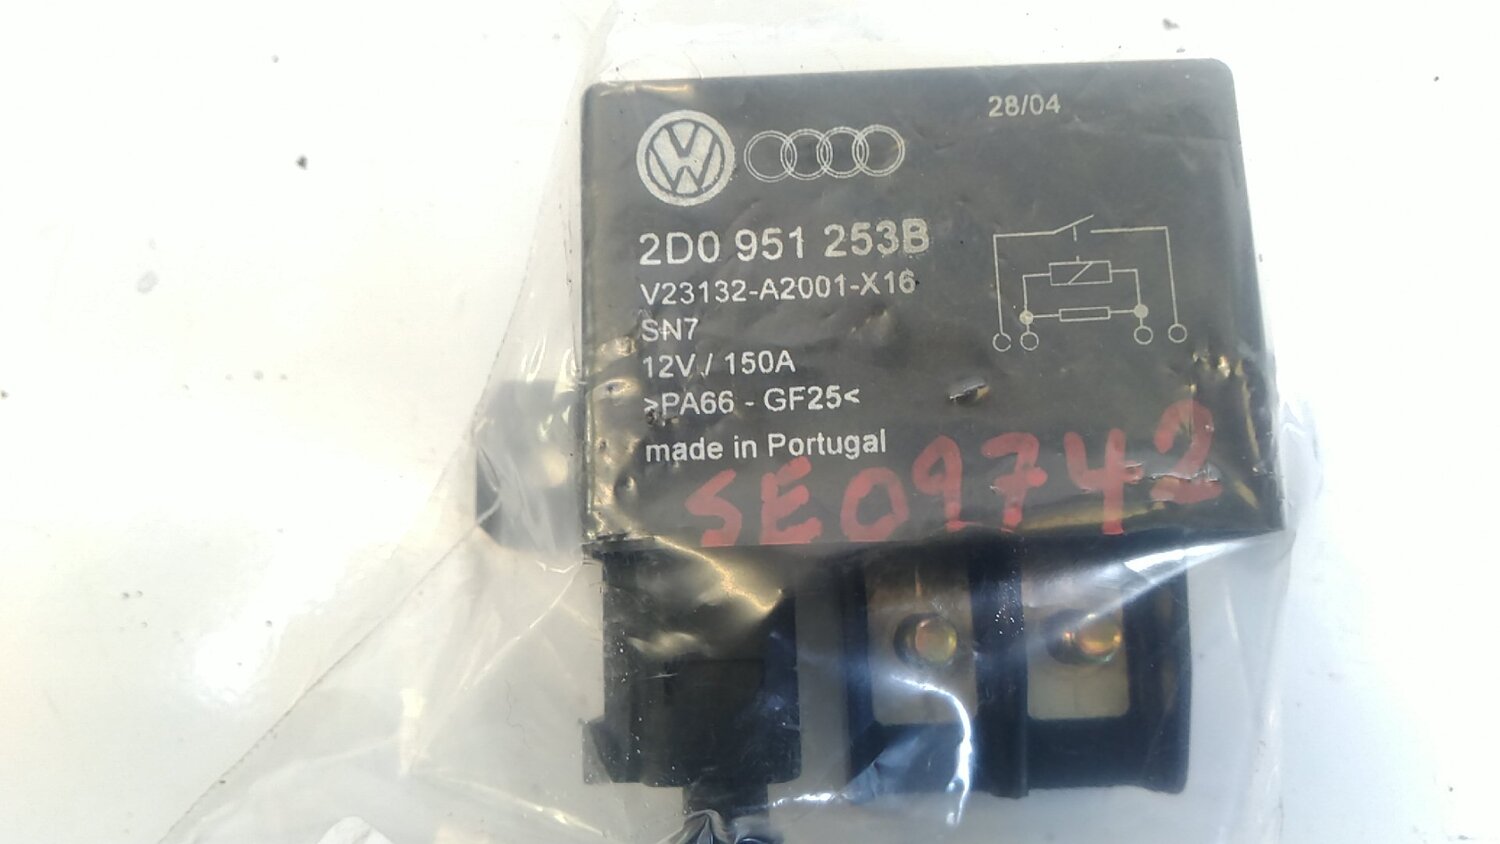 28/04
2D0 951 253B
V23132-A2001-X16
SN7
12V / 150A
>PA66 - GF25<
made in Portugal
SE09742